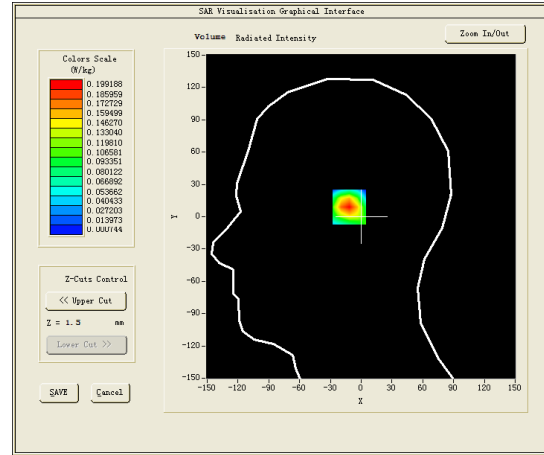 SAR Visualisation Graphical Interface
Volume Radiated Intensity
Zoom In/Out
Colors Scale
(W/kg)
0.199188
0.185959
0.172729
0.159499
0.146270
0.133040
0.119810
0.106581
0.093351
0.080122
0.066892
0.053662
0.040433
0.027203
0.013973
0.000744
Z-Cuts Control
<< Upper Cut
Z = 1.5 mm
Lower Cut >>
SAVE
Cancel
150
120
90
60
30
0
-30
-60
-90
-120
-150
Y
-150 -120 -90 -60 -30 0 30 60 90 120 150
X